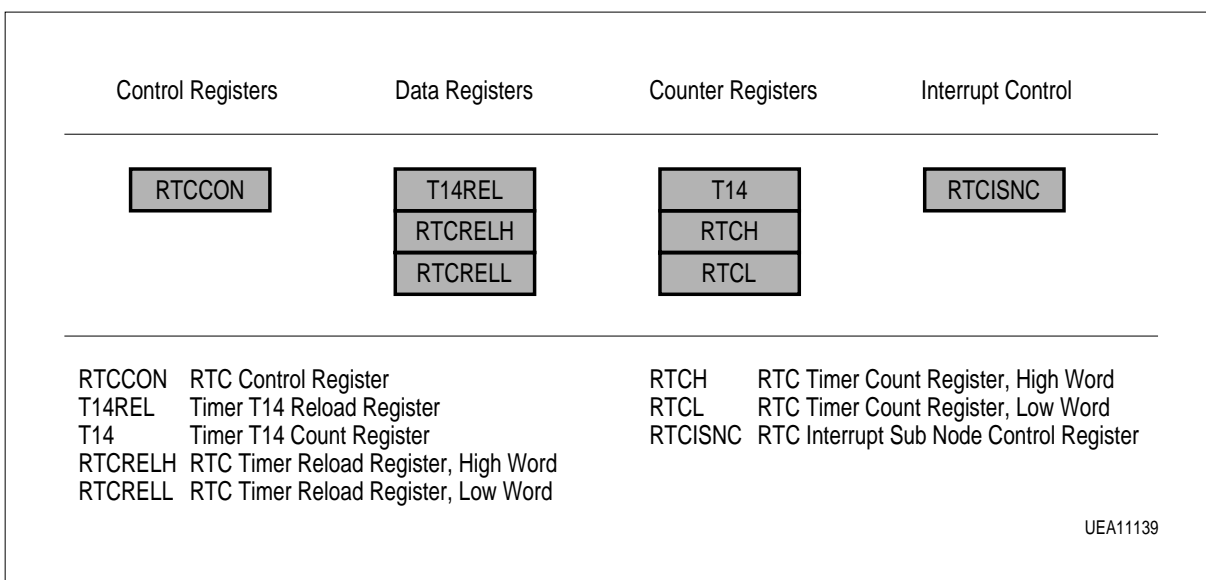 Control Registers Data Registers Counter Registers Interrupt Control
RTCCON T14REL T14 RTCISNC
RTCRELH RTCH
RTCRELL RTCL
RTCCON RTC Control Register
T14REL Timer T14 Reload Register
T14 Timer T14 Count Register
RTCRELH RTC Timer Reload Register, High Word
RTCRELL RTC Timer Reload Register, Low Word
RTCH RTC Timer Count Register, High Word
RTCL RTC Timer Count Register, Low Word
RTCISNC RTC Interrupt Sub Node Control Register
UEA11139